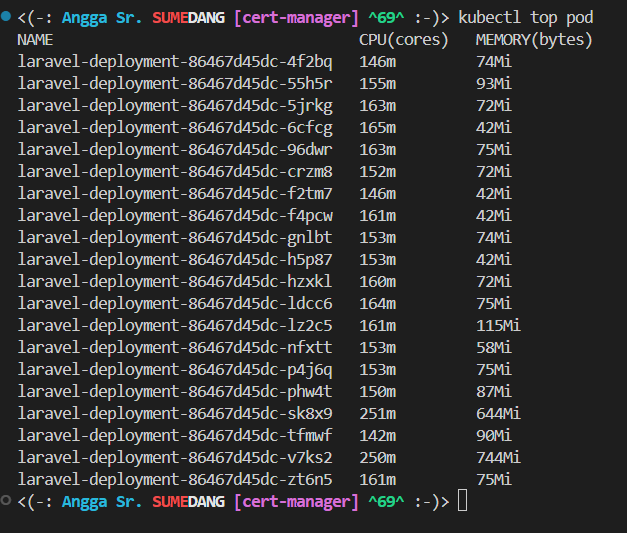 <(-: Angga Sr. SUMEDANG [cert-manager] ^69^ :-)> kubectl top pod
NAME CPU(cores) MEMORY(bytes)
laravel-deployment-86467d45dc-4f2bq 146m 74Mi
laravel-deployment-86467d45dc-55h5r 155m 93Mi
laravel-deployment-86467d45dc-5jrkg 163m 72Mi
laravel-deployment-86467d45dc-6cfcg 165m 42Mi
laravel-deployment-86467d45dc-96dwr 163m 75Mi
laravel-deployment-86467d45dc-crzm8 152m 72Mi
laravel-deployment-86467d45dc-f2tm7 146m 42Mi
laravel-deployment-86467d45dc-f4pcw 161m 42Mi
laravel-deployment-86467d45dc-gnlbt 153m 74Mi
laravel-deployment-86467d45dc-h5p87 153m 42Mi
laravel-deployment-86467d45dc-hzxkl 160m 72Mi
laravel-deployment-86467d45dc-ldcc6 164m 75Mi
laravel-deployment-86467d45dc-lz2c5 161m 115Mi
laravel-deployment-86467d45dc-nfxtt 153m 58Mi
laravel-deployment-86467d45dc-p4j6q 153m 75Mi
laravel-deployment-86467d45dc-phw4t 150m 87Mi
laravel-deployment-86467d45dc-sk8x9 251m 644Mi
laravel-deployment-86467d45dc-tfmwf 142m 90Mi
laravel-deployment-86467d45dc-v7ks2 250m 744Mi
laravel-deployment-86467d45dc-zt6n5 161m 75Mi
<(-: Angga Sr. SUMEDANG [cert-manager] ^69^ :-)>